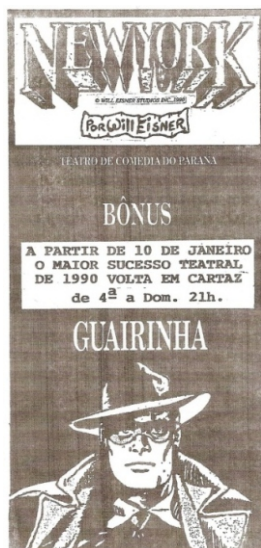 NEW YORK
© WILL EISNER STUDIOS INC. 1990
POR WILL EISNER
TEATRO DE COMÉDIA DO PARANÁ
BÔNUS
A PARTIR DE 10 DE JANEIRO
O MAIOR SUCESSO TEATRAL
DE 1990 VOLTA EM CARTAZ
de 4ª a Dom. 21h.
GUAIRINHA